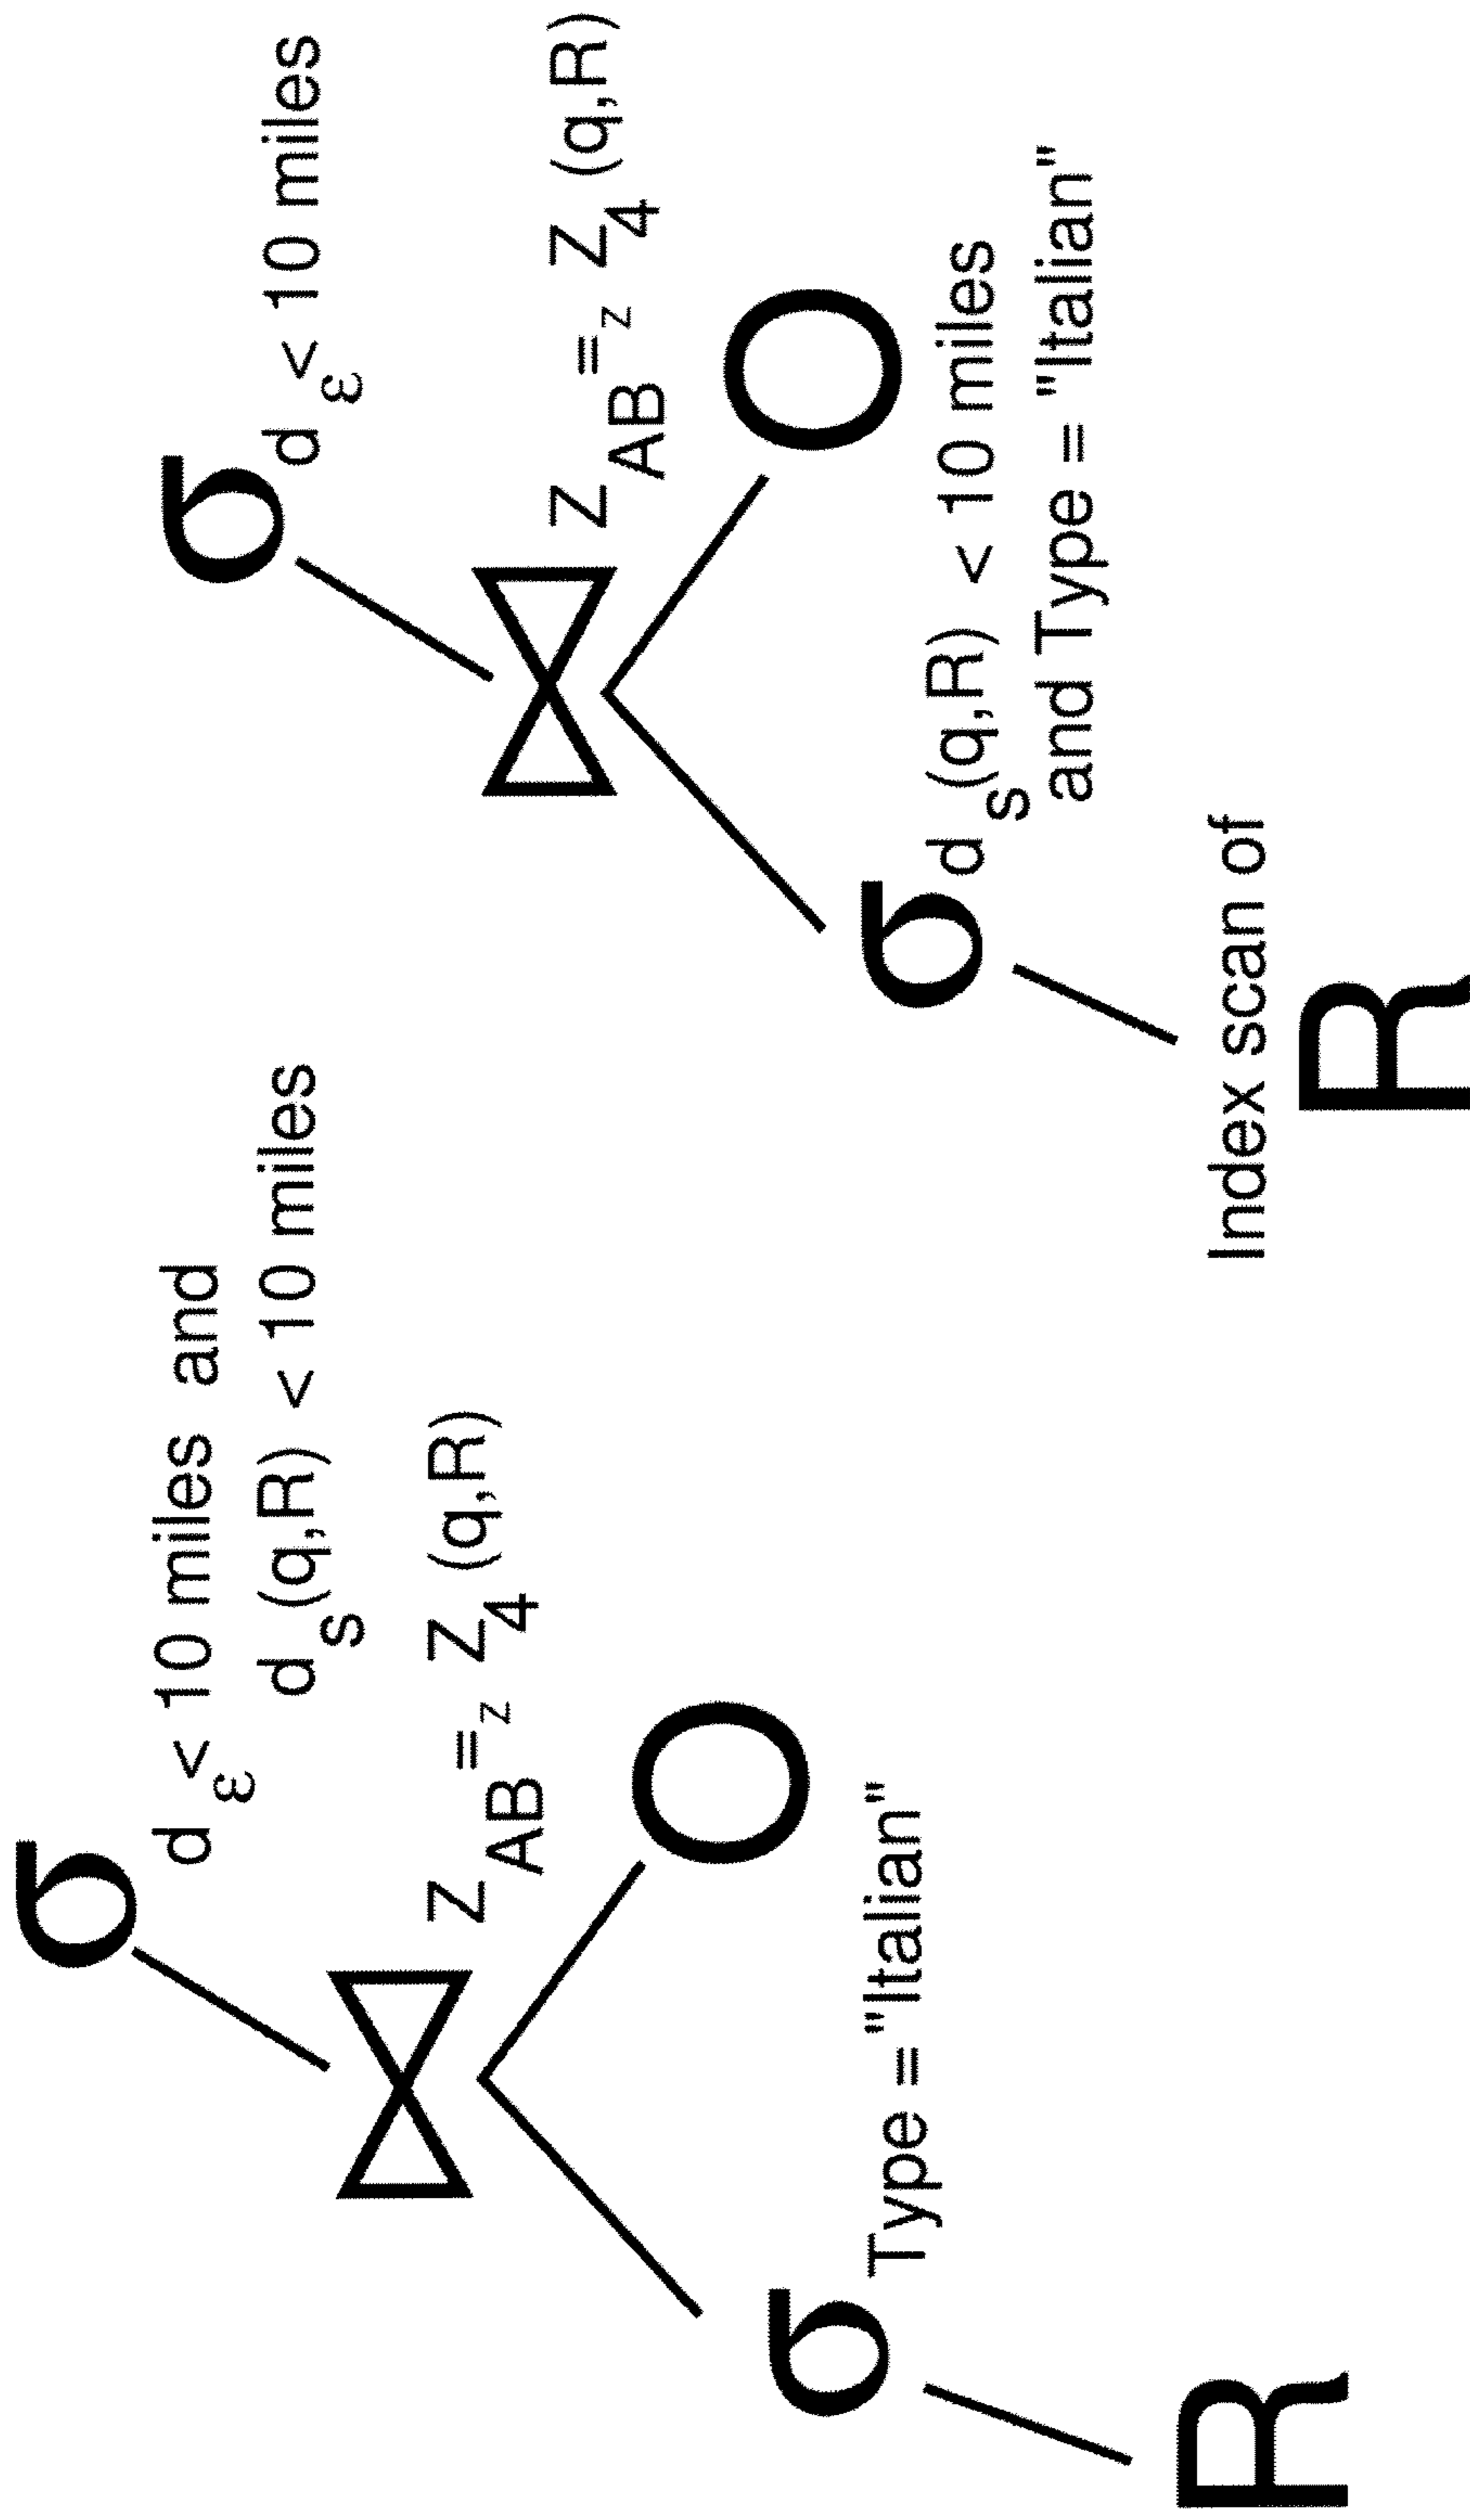 σ d_ε < 10 miles and
d_s(q,R) < 10 miles
Z_AB =_z Z_4 (q,R)
O
σ Type ="Italian"
R
σ d_ε < 10 miles
Z_AB =_z Z_4 (q,R)
O
σ d_s(q,R) < 10 miles
and Type = "Italian"
Index scan of
R